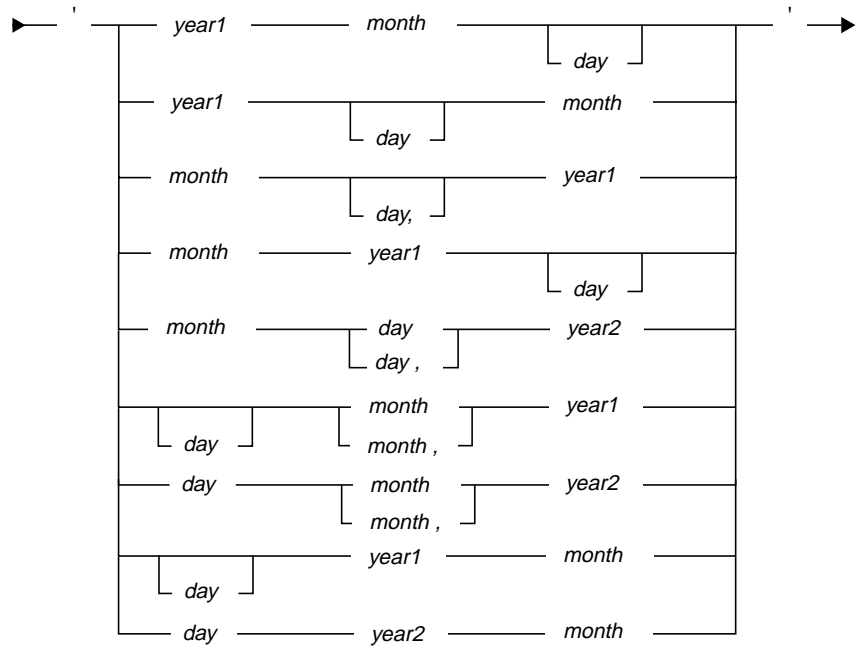 ' year1 month '
day
year1 month
day
month year1
day,
month year1
day
month day year2
day ,
month year1
day month ,
day month year2
month ,
year1 month
day
day year2 month